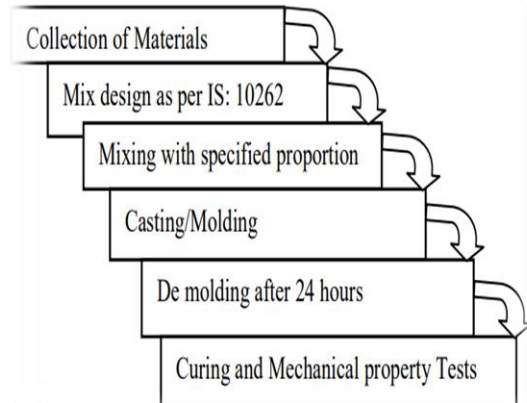 Collection of Materials
Mix design as per IS: 10262
Mixing with specified proportion
Casting/Molding
De molding after 24 hours
Curing and Mechanical property Tests